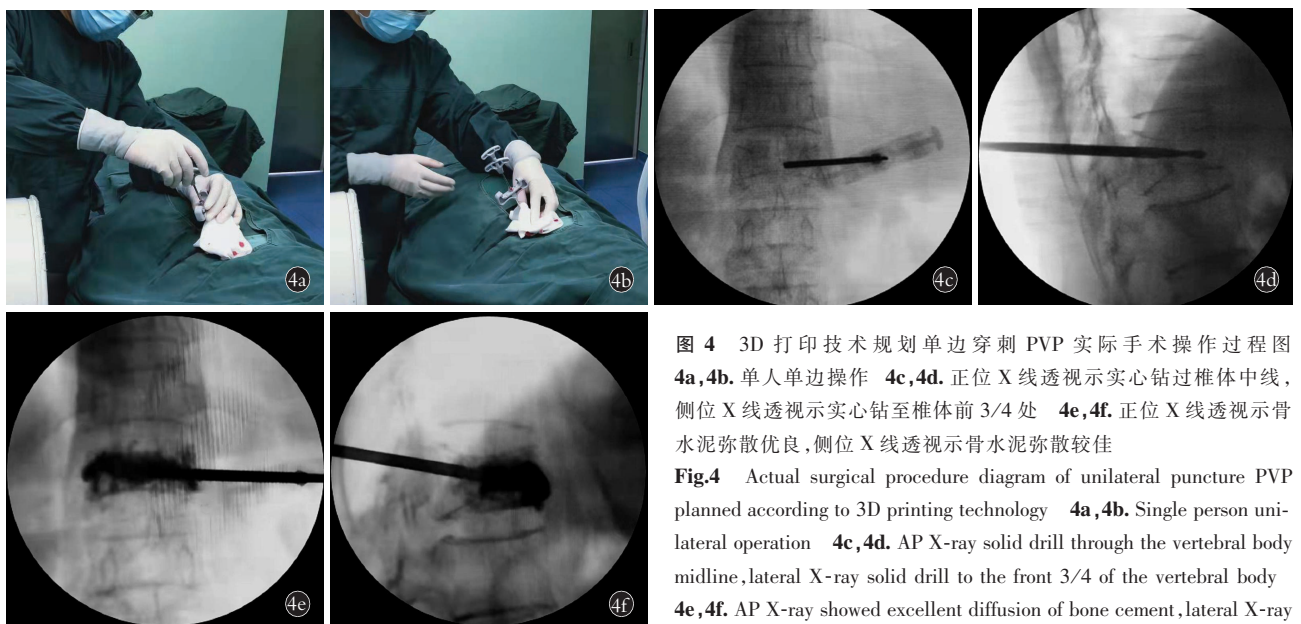 4a
4b
4c
4d
4e
4f
图 4 3D 打印技术规划单边穿刺 PVP 实际手术操作过程图
4a,4b. 单人单边操作 4c,4d. 正位 X 线透视示实心钻过椎体中线,
侧位 X 线透视示实心钻至椎体前 3/4 处 4e,4f. 正位 X 线透视示骨
水泥弥散优良,侧位 X 线透视示骨水泥弥散较佳
Fig.4 Actual surgical procedure diagram of unilateral puncture PVP
planned according to 3D printing technology 4a,4b. Single person uni-
lateral operation 4c,4d. AP X-ray solid drill through the vertebral body
midline,lateral X-ray solid drill to the front 3/4 of the vertebral body
4e,4f. AP X-ray showed excellent diffusion of bone cement,lateral X-ray